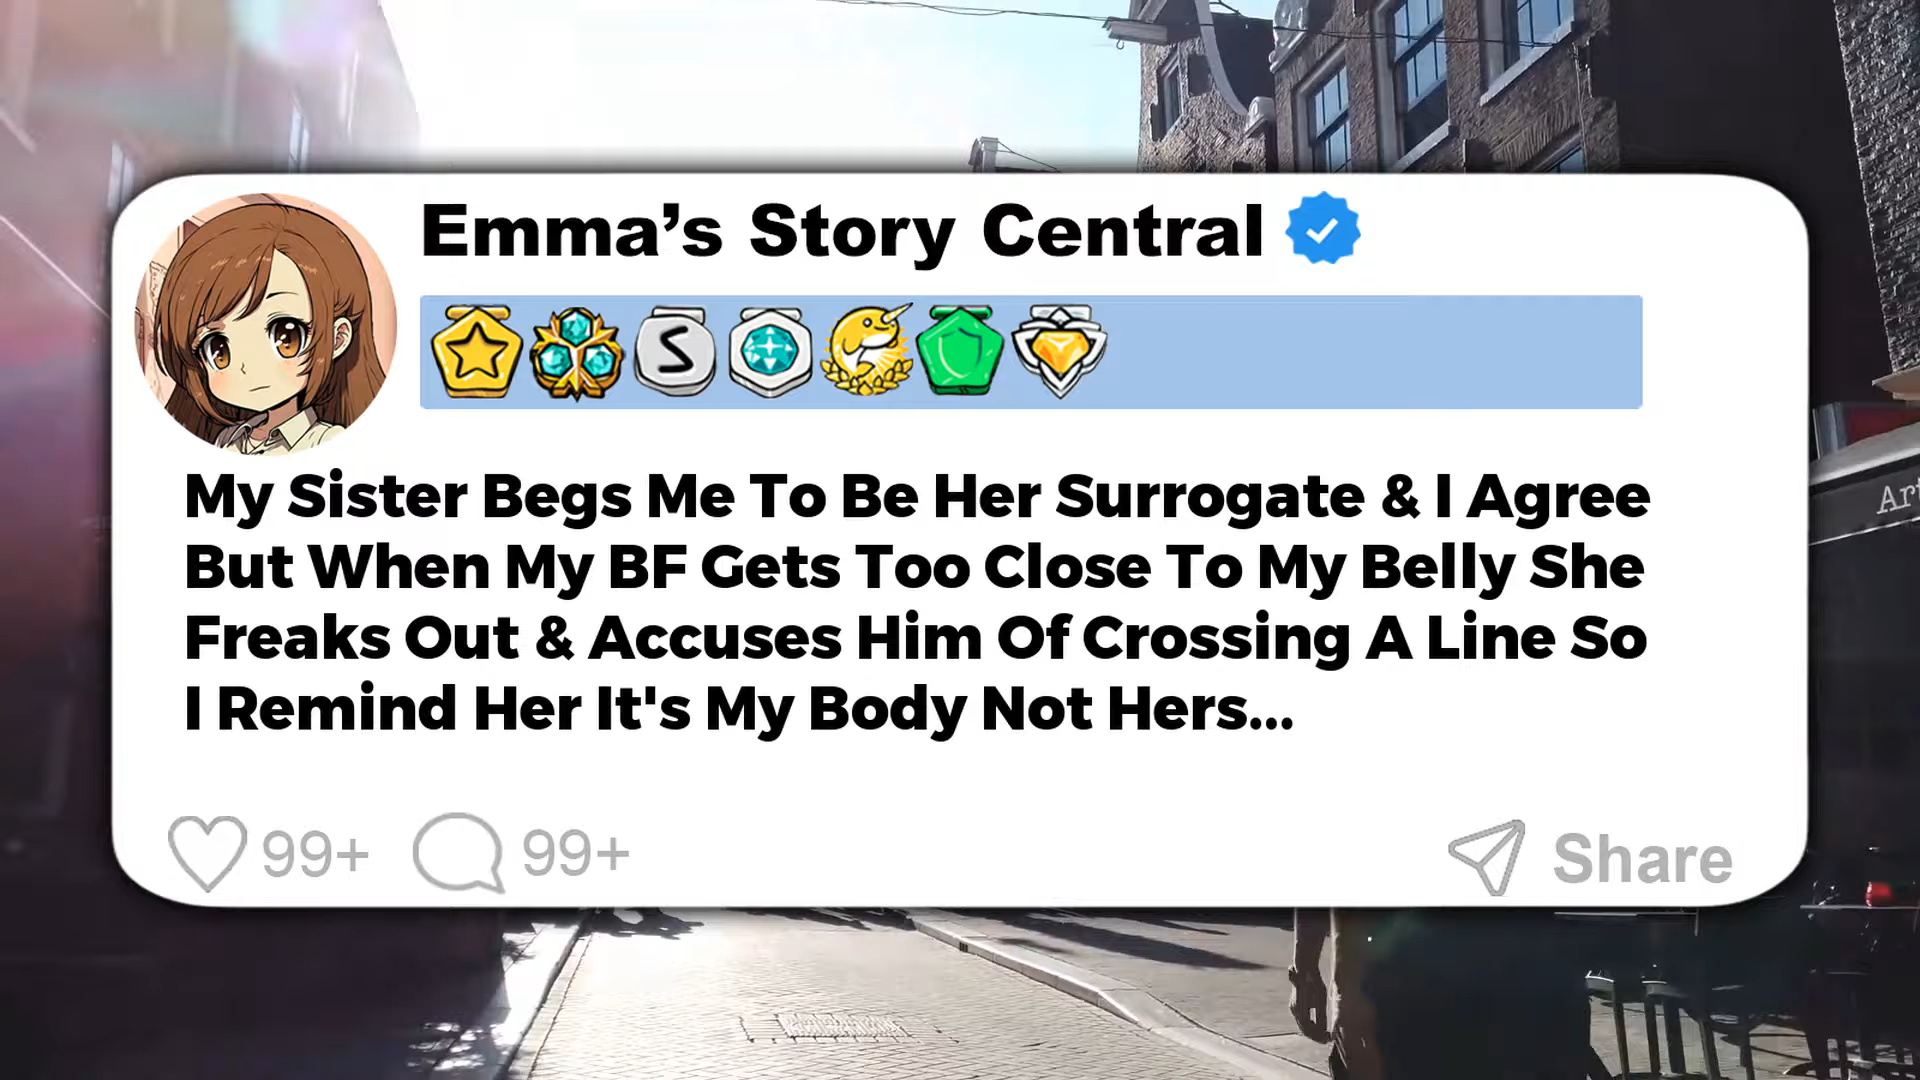 Emma’s Story Central
S
My Sister Begs Me To Be Her Surrogate & I Agree
But When My BF Gets Too Close To My Belly She
Freaks Out & Accuses Him Of Crossing A Line So
I Remind Her It's My Body Not Hers...
99+ 99+ Share